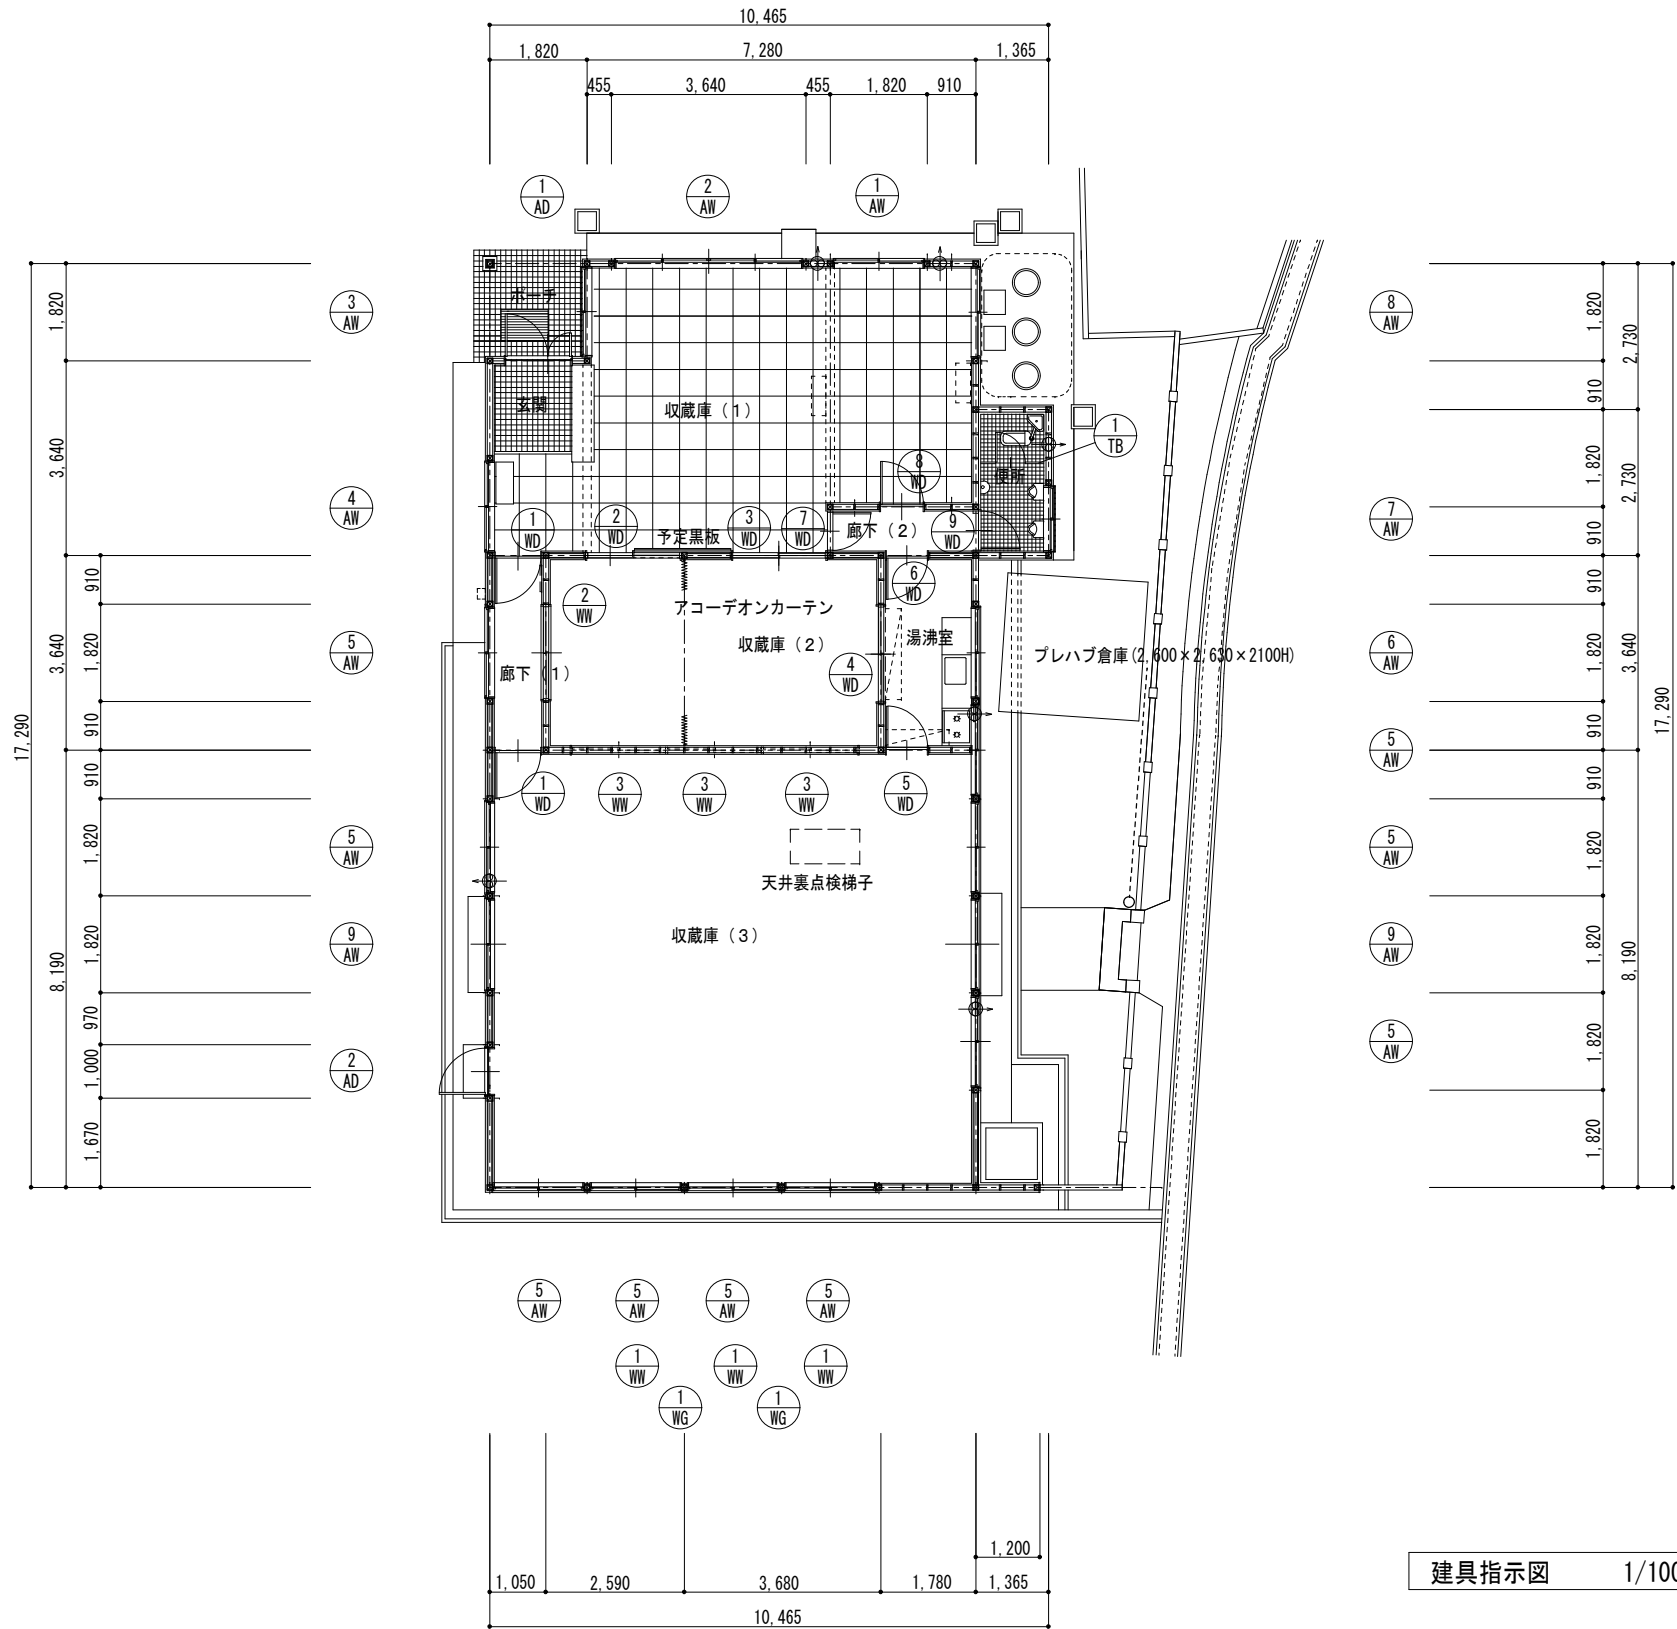 10,465
1,820 7,280 1,365
455 3,640 455 1,820 910
1 AD
2 AW
1 AW
3 AW
8 AW
ポーチ
玄関
収蔵庫(1)
1 TB
便所
8 WD
4 AW
7 AW
1 WD
2 WD
予定黒板
3 WD
7 WD
廊下(2)
9 WD
2 WW
アコーデオンカーテン
6 WD
収蔵庫(2)
湯沸室
プレハブ倉庫(2,600×2,630×2100H)
5 AW
廊下(1)
4 WD
6 AW
5 AW
1 WD
3 WW
3 WW
3 WW
5 WD
5 AW
天井裏点検梯子
5 AW
9 AW
収蔵庫(3)
9 AW
2 AD
5 AW
17,290
1,820
3,640
3,640
8,190
910
1,820
910
910
1,820
1,820
970
1,000
1,670
1,820
910
1,820
910
910
1,820
910
910
1,820
1,820
1,820
1,820
2,730
2,730
3,640
8,190
17,290
5 AW
5 AW
5 AW
5 AW
1 WW
1 WW
1 WW
1 WG
1 WG
1,200
1,050 2,590 3,680 1,780 1,365
10,465
建具指示図 1/100